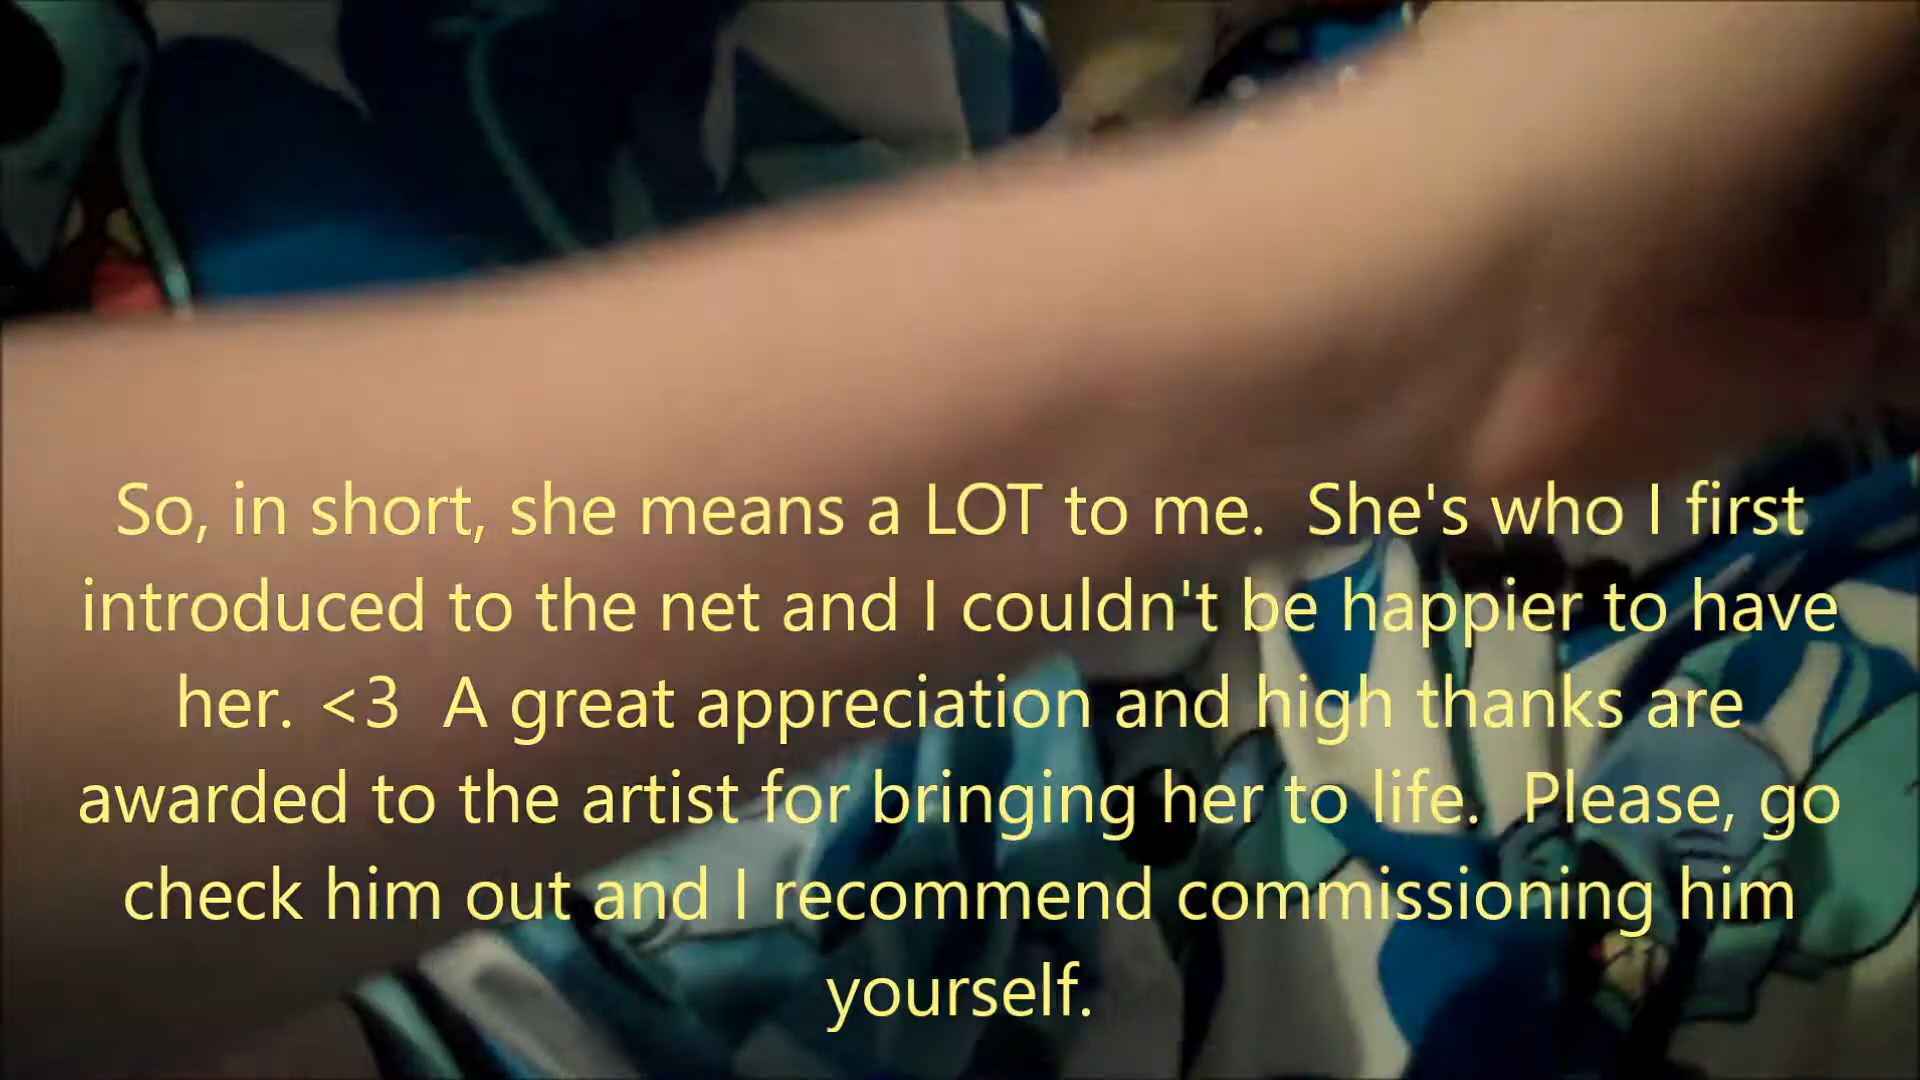 So, in short, she means a LOT to me.  She's who I first
introduced to the net and I couldn't be happier to have
her. <3  A great appreciation and high thanks are
awarded to the artist for bringing her to life.  Please, go
check him out and I recommend commissioning him
yourself.